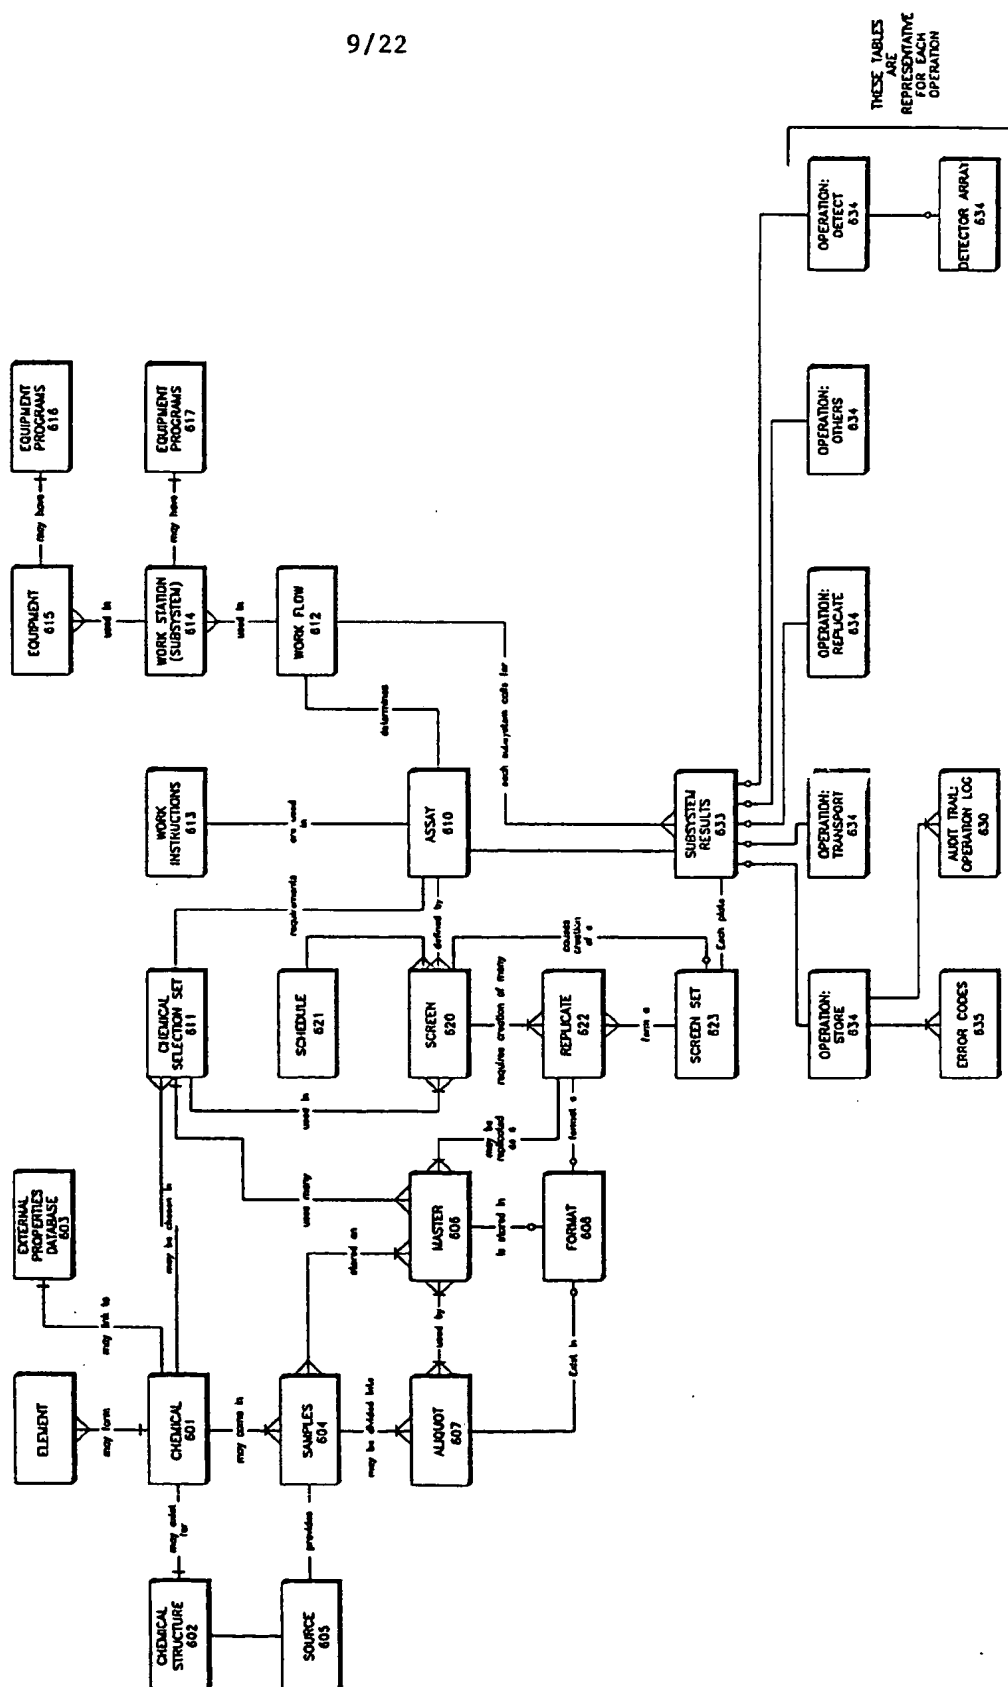 9/22
ELEMENT
may form
EXTERNAL
PROPERTIES
DATABASE
603
may link to
EQUIPMENT
615
may have
EQUIPMENT
PROGRAMS
616
used in
CHEMICAL
STRUCTURE
602
may exist
for
CHEMICAL
601
may be chosen in
CHEMICAL
SELECTION SET
611
WORK
INSTRUCTIONS
613
WORK STATION
(SUBSYSTEM)
614
may have
EQUIPMENT
PROGRAMS
617
may come in
uses many
used in
requirements
are used
in
used in
SOURCE
605
provides
SAMPLES
604
stored on
SCHEDULE
621
WORK FLOW
612
determines
may be divided into
ALIQUOT
607
used by
MASTER
606
SCREEN
620
defined by
ASSAY
610
Exist in
is stored in
may be
replicated
as a
requires creation of many
causes
creation
of a
each subsystem calls for
FORMAT
608
format a
REPLICATE
622
form a
SCREEN SET
623
Each plate
SUBSYSTEM
RESULTS
633
OPERATION:
STORE
634
OPERATION:
TRANSPORT
634
OPERATION:
REPLICATE
634
OPERATION:
OTHERS
634
OPERATION:
DETECT
634
THESE TABLES
ARE
REPRESENTATIVE
FOR EACH
OPERATION
ERROR CODES
635
AUDIT TRAIL:
OPERATION LOG
630
DETECTOR ARRAY
634